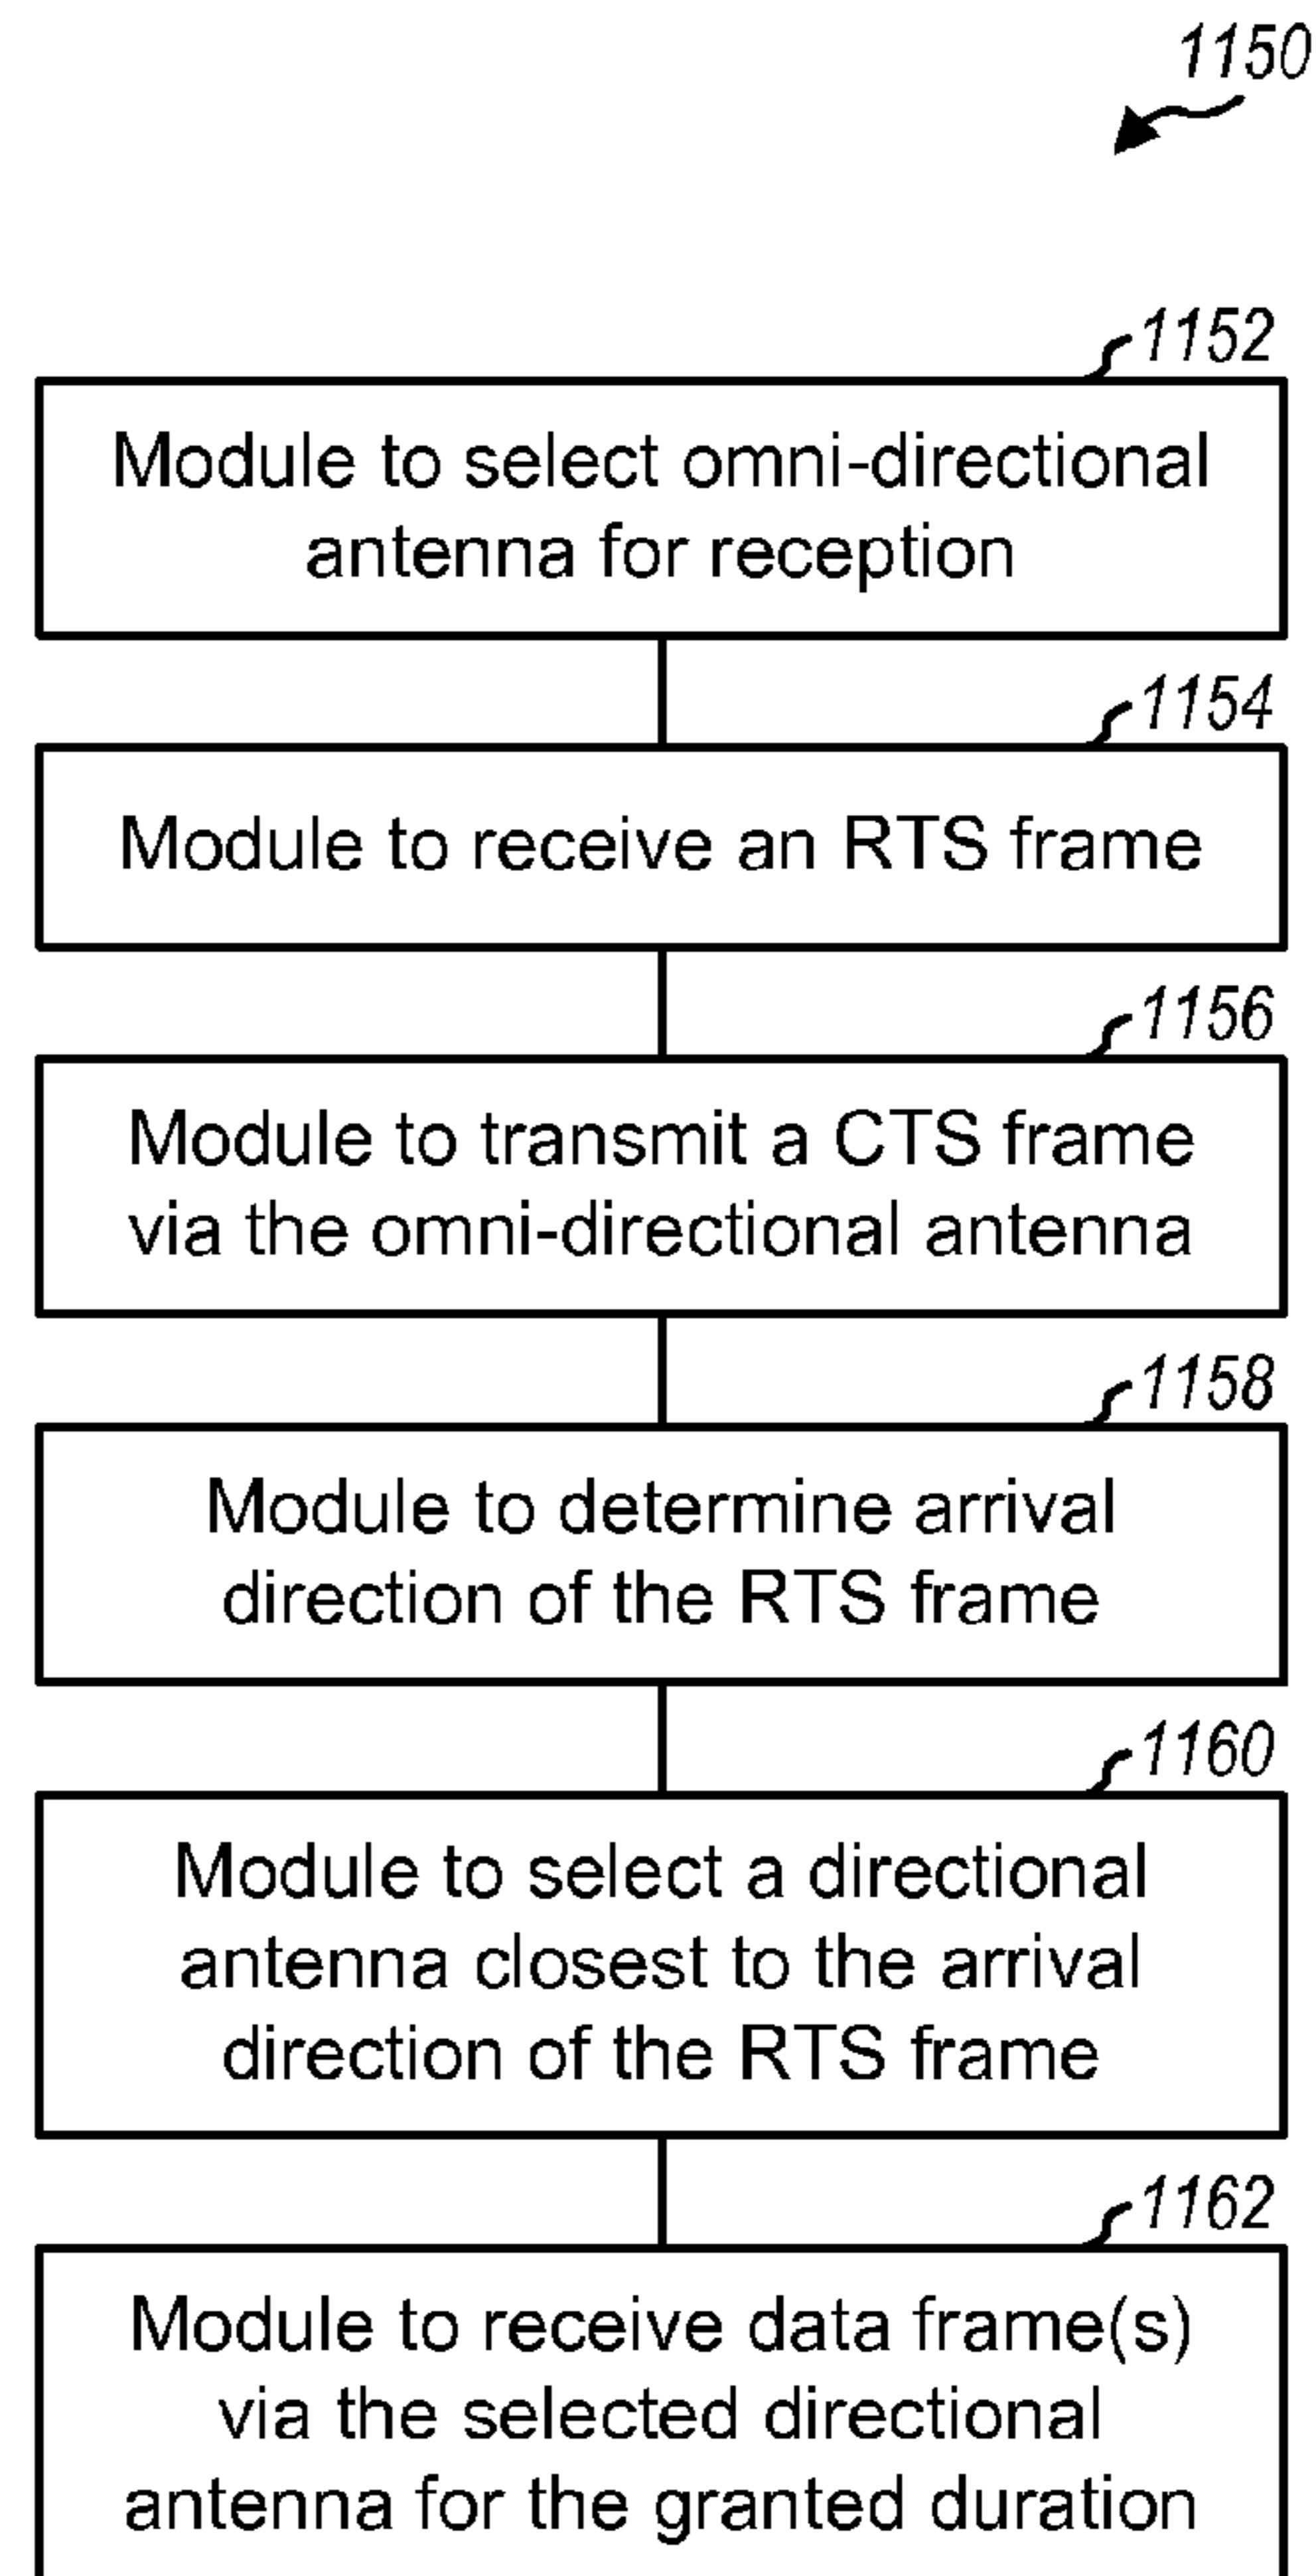 1150
1152
Module to select omni-directional
antenna for reception
1154
Module to receive an RTS frame
1156
Module to transmit a CTS frame
via the omni-directional antenna
1158
Module to determine arrival
direction of the RTS frame
1160
Module to select a directional
antenna closest to the arrival
direction of the RTS frame
1162
Module to receive data frame(s)
via the selected directional
antenna for the granted duration